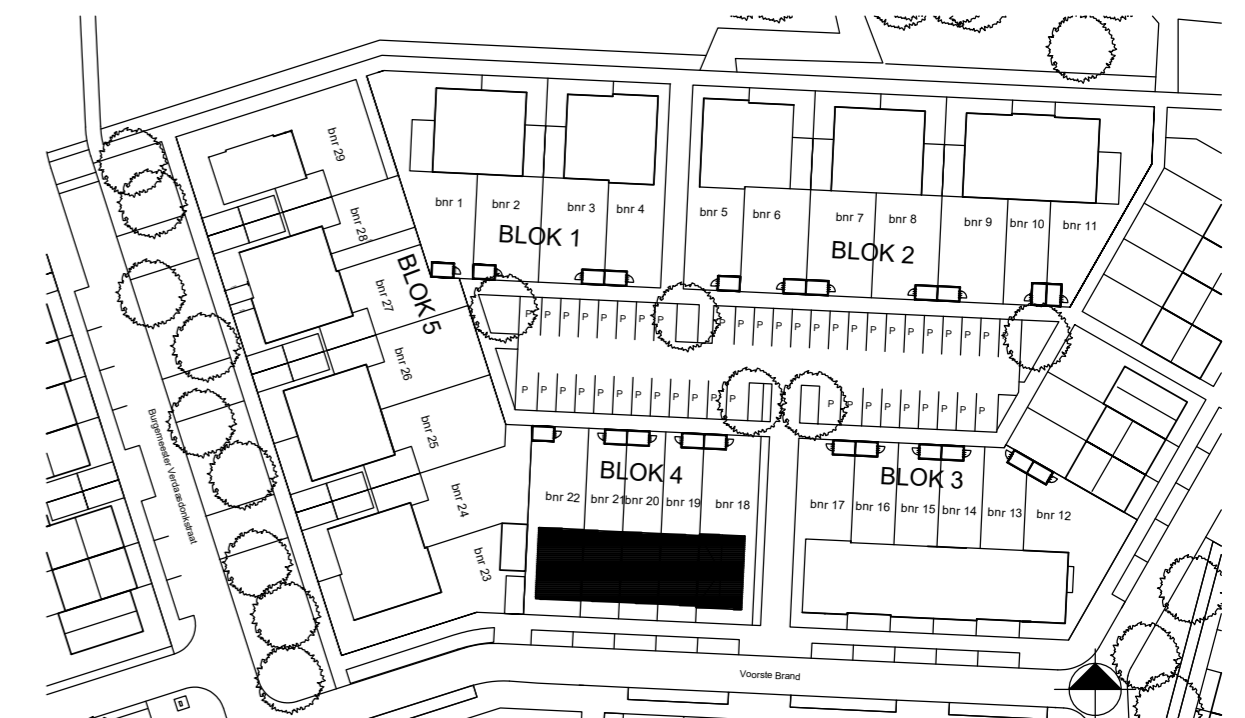 bnr 29
bnr 28
bnr 27
bnr 26
bnr 25
bnr 24
bnr 23
BLOK 5
bnr 1 bnr 2 bnr 3 bnr 4
BLOK 1
bnr 5 bnr 6 bnr 7 bnr 8 bnr 9 bnr 10 bnr 11
BLOK 2
P P P P P P P P P P P P P P P P P P P P P P P
P P P P P P P P P P P P P P P P P P P P P
BLOK 4
bnr 22 bnr 21 bnr 20 bnr 19 bnr 18
BLOK 3
bnr 17 bnr 16 bnr 15 bnr 14 bnr 13 bnr 12
Burgemeester Verdaasdonkstraat
Voorste Brand